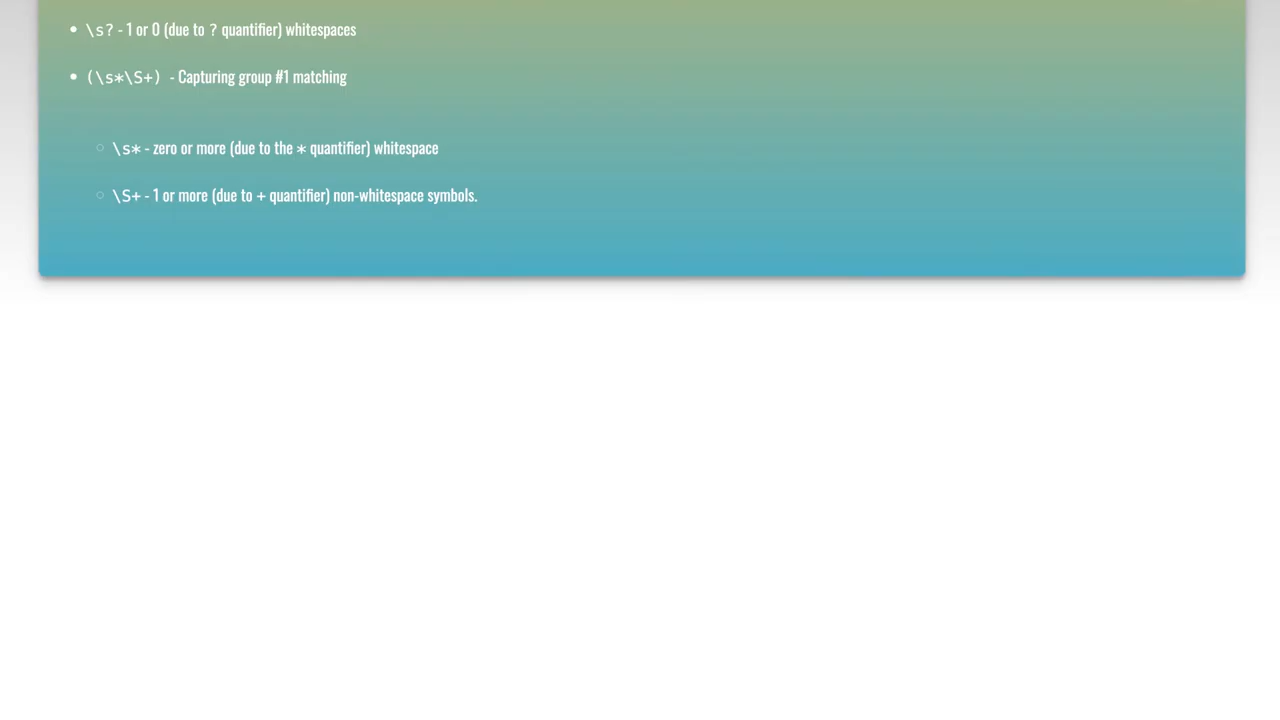 • \s? - 1 or 0 (due to ? quantifier) whitespaces
• (\s*\S+) - Capturing group #1 matching
○ \s* - zero or more (due to the * quantifier) whitespace
○ \S+ - 1 or more (due to + quantifier) non-whitespace symbols.